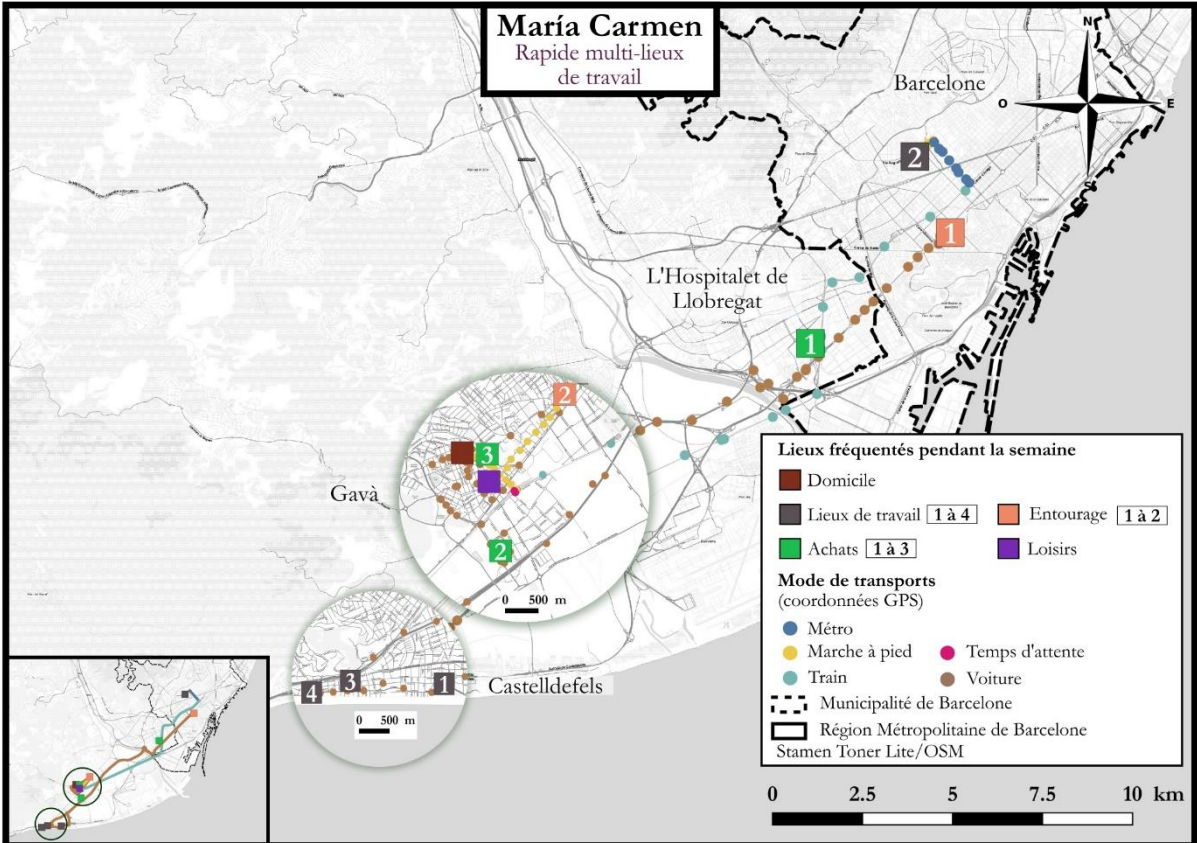 María Carmen
Rapide multi-lieux
de travail
Barcelone
N
O
E
S
2
1
L'Hospitalet de
Llobregat
1
2
3
Gavà
2
0 500 m
4
3
1
Castelldefels
0 500 m
Lieux fréquentés pendant la semaine
Domicile
Lieux de travail 1 à 4
Entourage 1 à 2
Achats 1 à 3
Loisirs
Mode de transports
(coordonnées GPS)
Métro
Marche à pied
Temps d'attente
Train
Voiture
Municipalité de Barcelone
Région Métropolitaine de Barcelone
Stamen Toner Lite/OSM
0 2.5 5 7.5 10 km